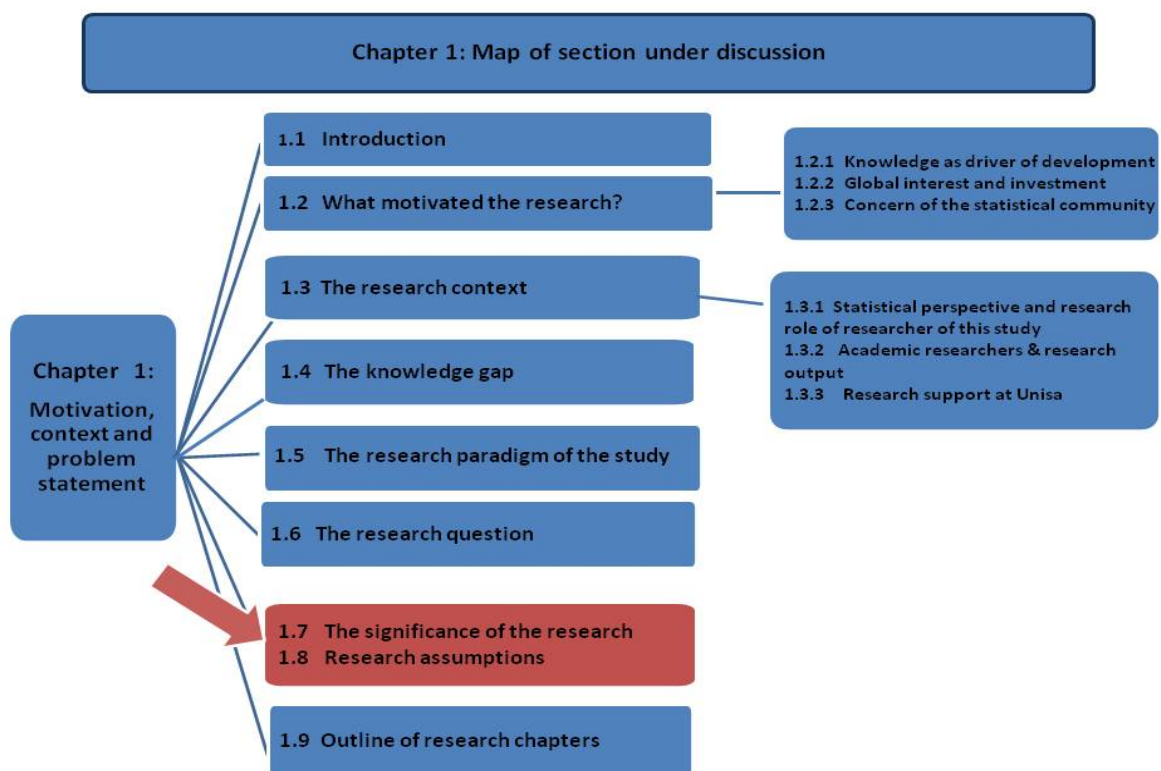 Chapter 1: Map of section under discussion
Chapter 1:
Motivation,
context and
problem
statement
1.1 Introduction
1.2 What motivated the research?
1.2.1 Knowledge as driver of development
1.2.2 Global interest and investment
1.2.3 Concern of the statistical community
1.3 The research context
1.3.1 Statistical perspective and research
role of researcher of this study
1.3.2 Academic researchers & research
output
1.3.3 Research support at Unisa
1.4 The knowledge gap
1.5 The research paradigm of the study
1.6 The research question
1.7 The significance of the research
1.8 Research assumptions
1.9 Outline of research chapters